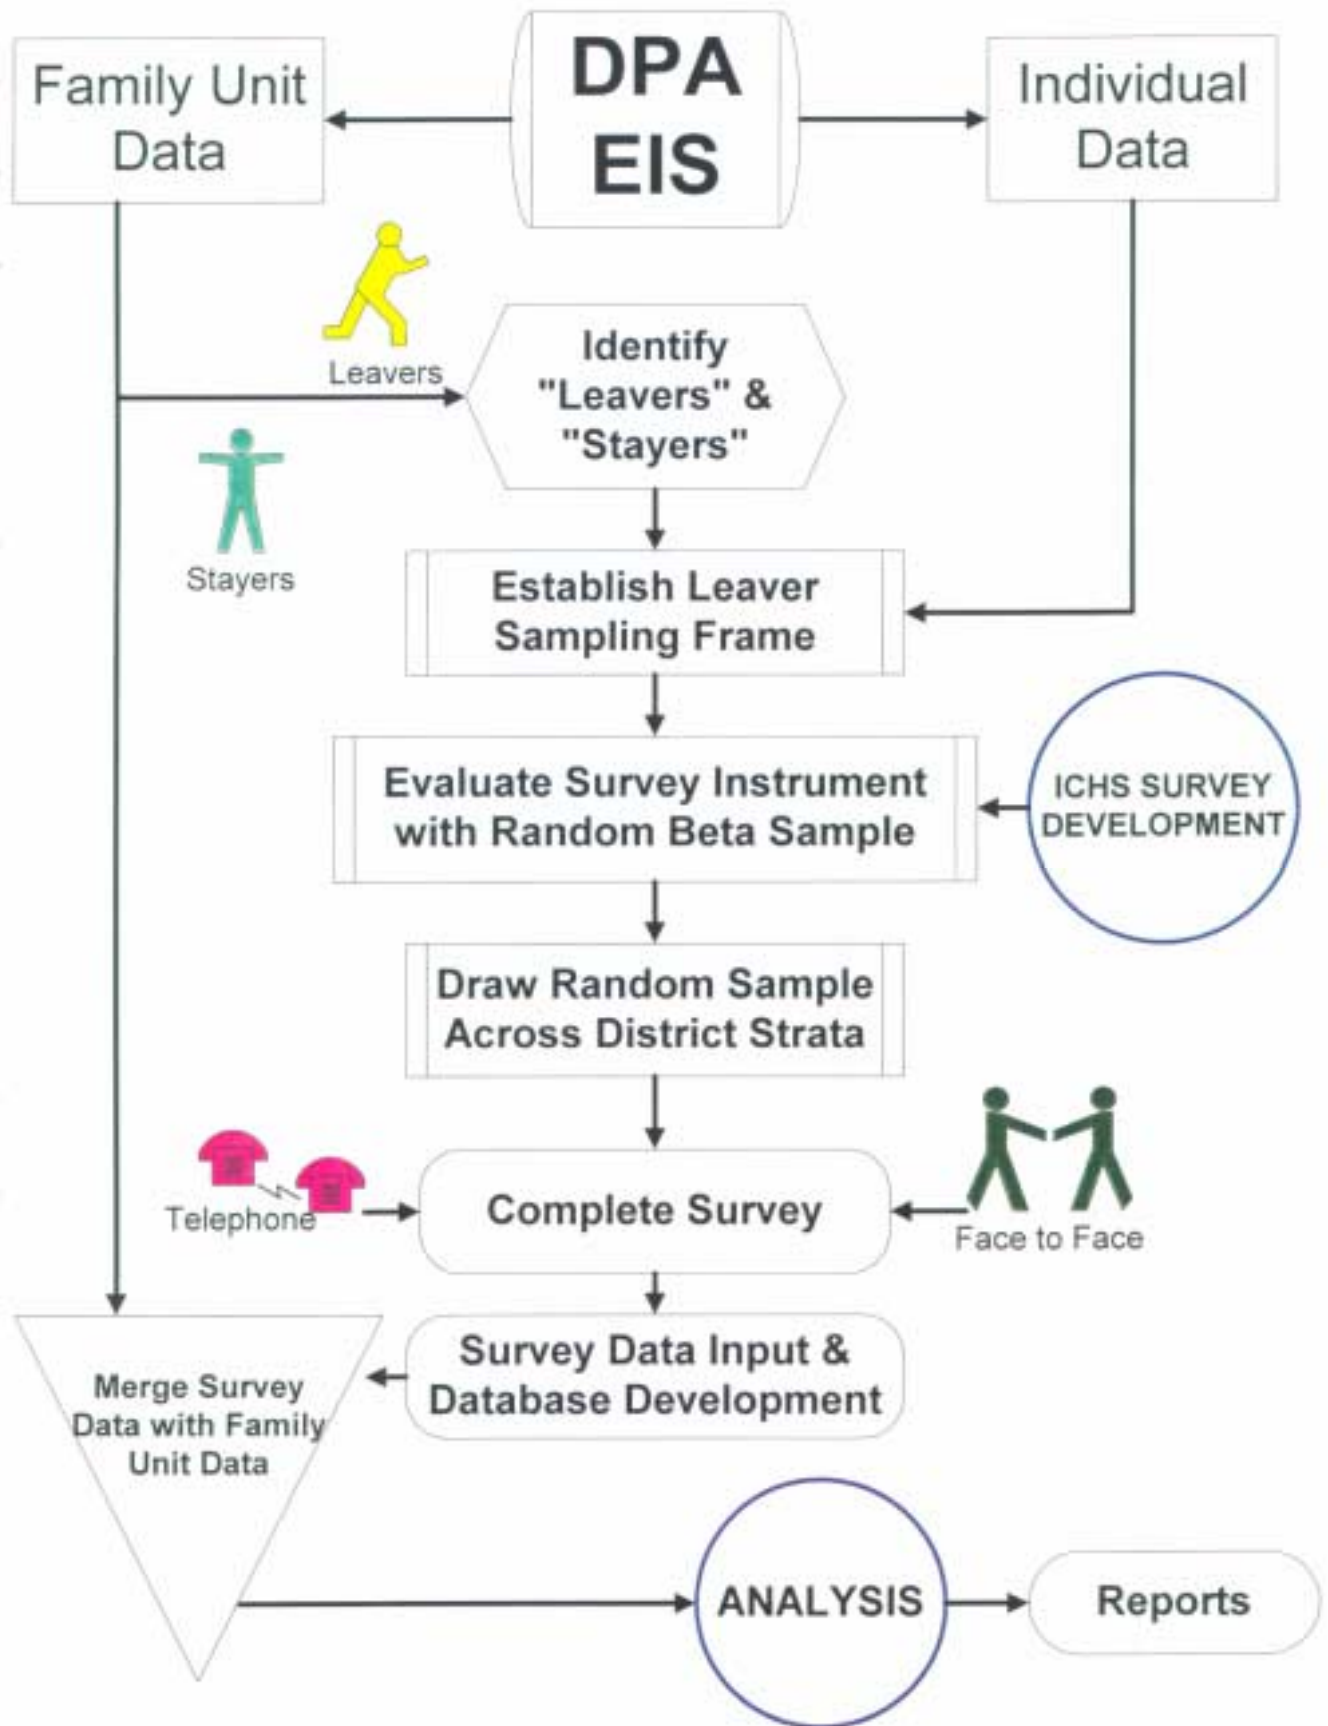 Family Unit
Data
DPA
EIS
Individual
Data
Leavers
Identify
"Leavers" &
"Stayers"
Stayers
Establish Leaver
Sampling Frame
Evaluate Survey Instrument
with Random Beta Sample
ICHS SURVEY
DEVELOPMENT
Draw Random Sample
Across District Strata
Telephone
Complete Survey
Face to Face
Survey Data Input &
Database Development
Merge Survey
Data with Family
Unit Data
ANALYSIS
Reports